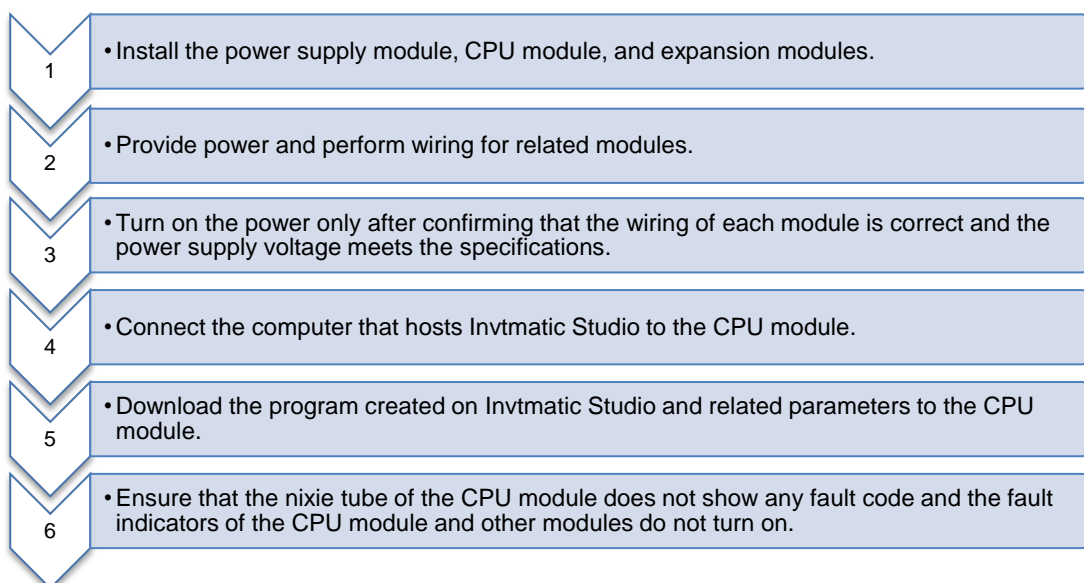 1
• Install the power supply module, CPU module, and expansion modules.
2
• Provide power and perform wiring for related modules.
3
• Turn on the power only after confirming that the wiring of each module is correct and the
power supply voltage meets the specifications.
4
• Connect the computer that hosts Invtmatic Studio to the CPU module.
5
• Download the program created on Invtmatic Studio and related parameters to the CPU
module.
6
• Ensure that the nixie tube of the CPU module does not show any fault code and the fault
indicators of the CPU module and other modules do not turn on.